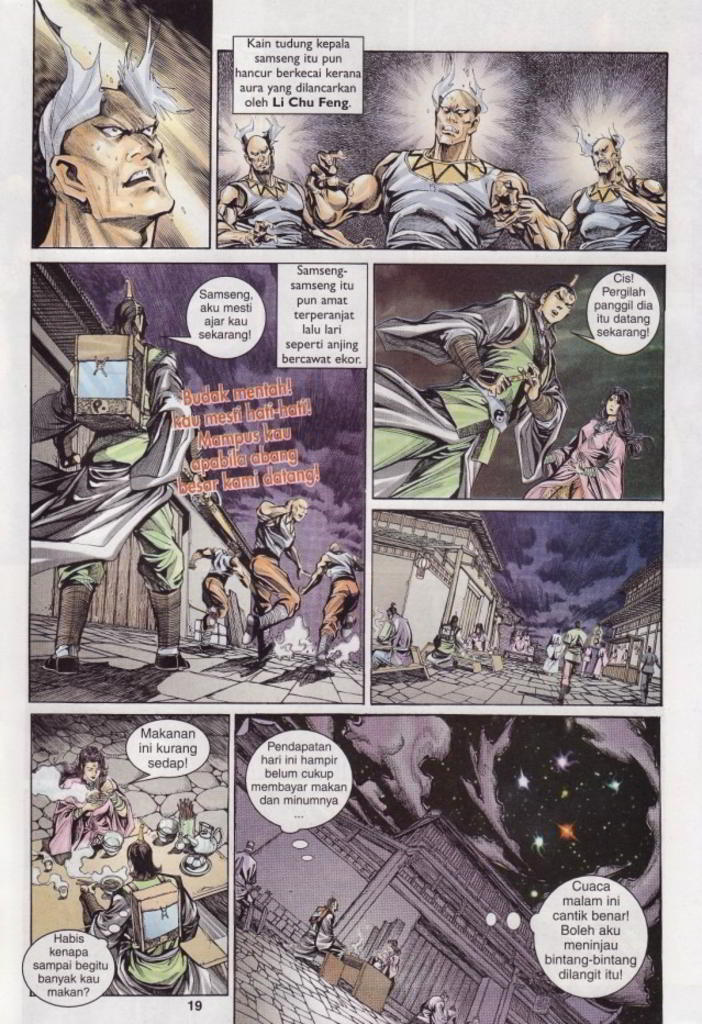 Kain tudung kepala
samseng itu pun
hancur berkecai kerana
aura yang dilancarkan
oleh Li Chu Feng.
Samseng,
aku mesti
ajar kau
sekarang!
Samseng-
samseng itu
pun amat
terperanjat
lalu lari
seperti anjing
bercawat ekor.
Budak mentah!
kau mesti hati-hati!
Mampus kau
apabila abang
besar kami datang!
Cis!
Pergilah
panggil dia
itu datang
sekarang!
Makanan
ini kurang
sedap!
Habis
kenapa
sampai begitu
banyak kau
makan?
Pendapatan
hari ini hampir
belum cukup
membayar makan
dan minumnya
...
Cuaca
malam ini
cantik benar!
Boleh aku
meninjau
bintang-bintang
dilangit itu!
19